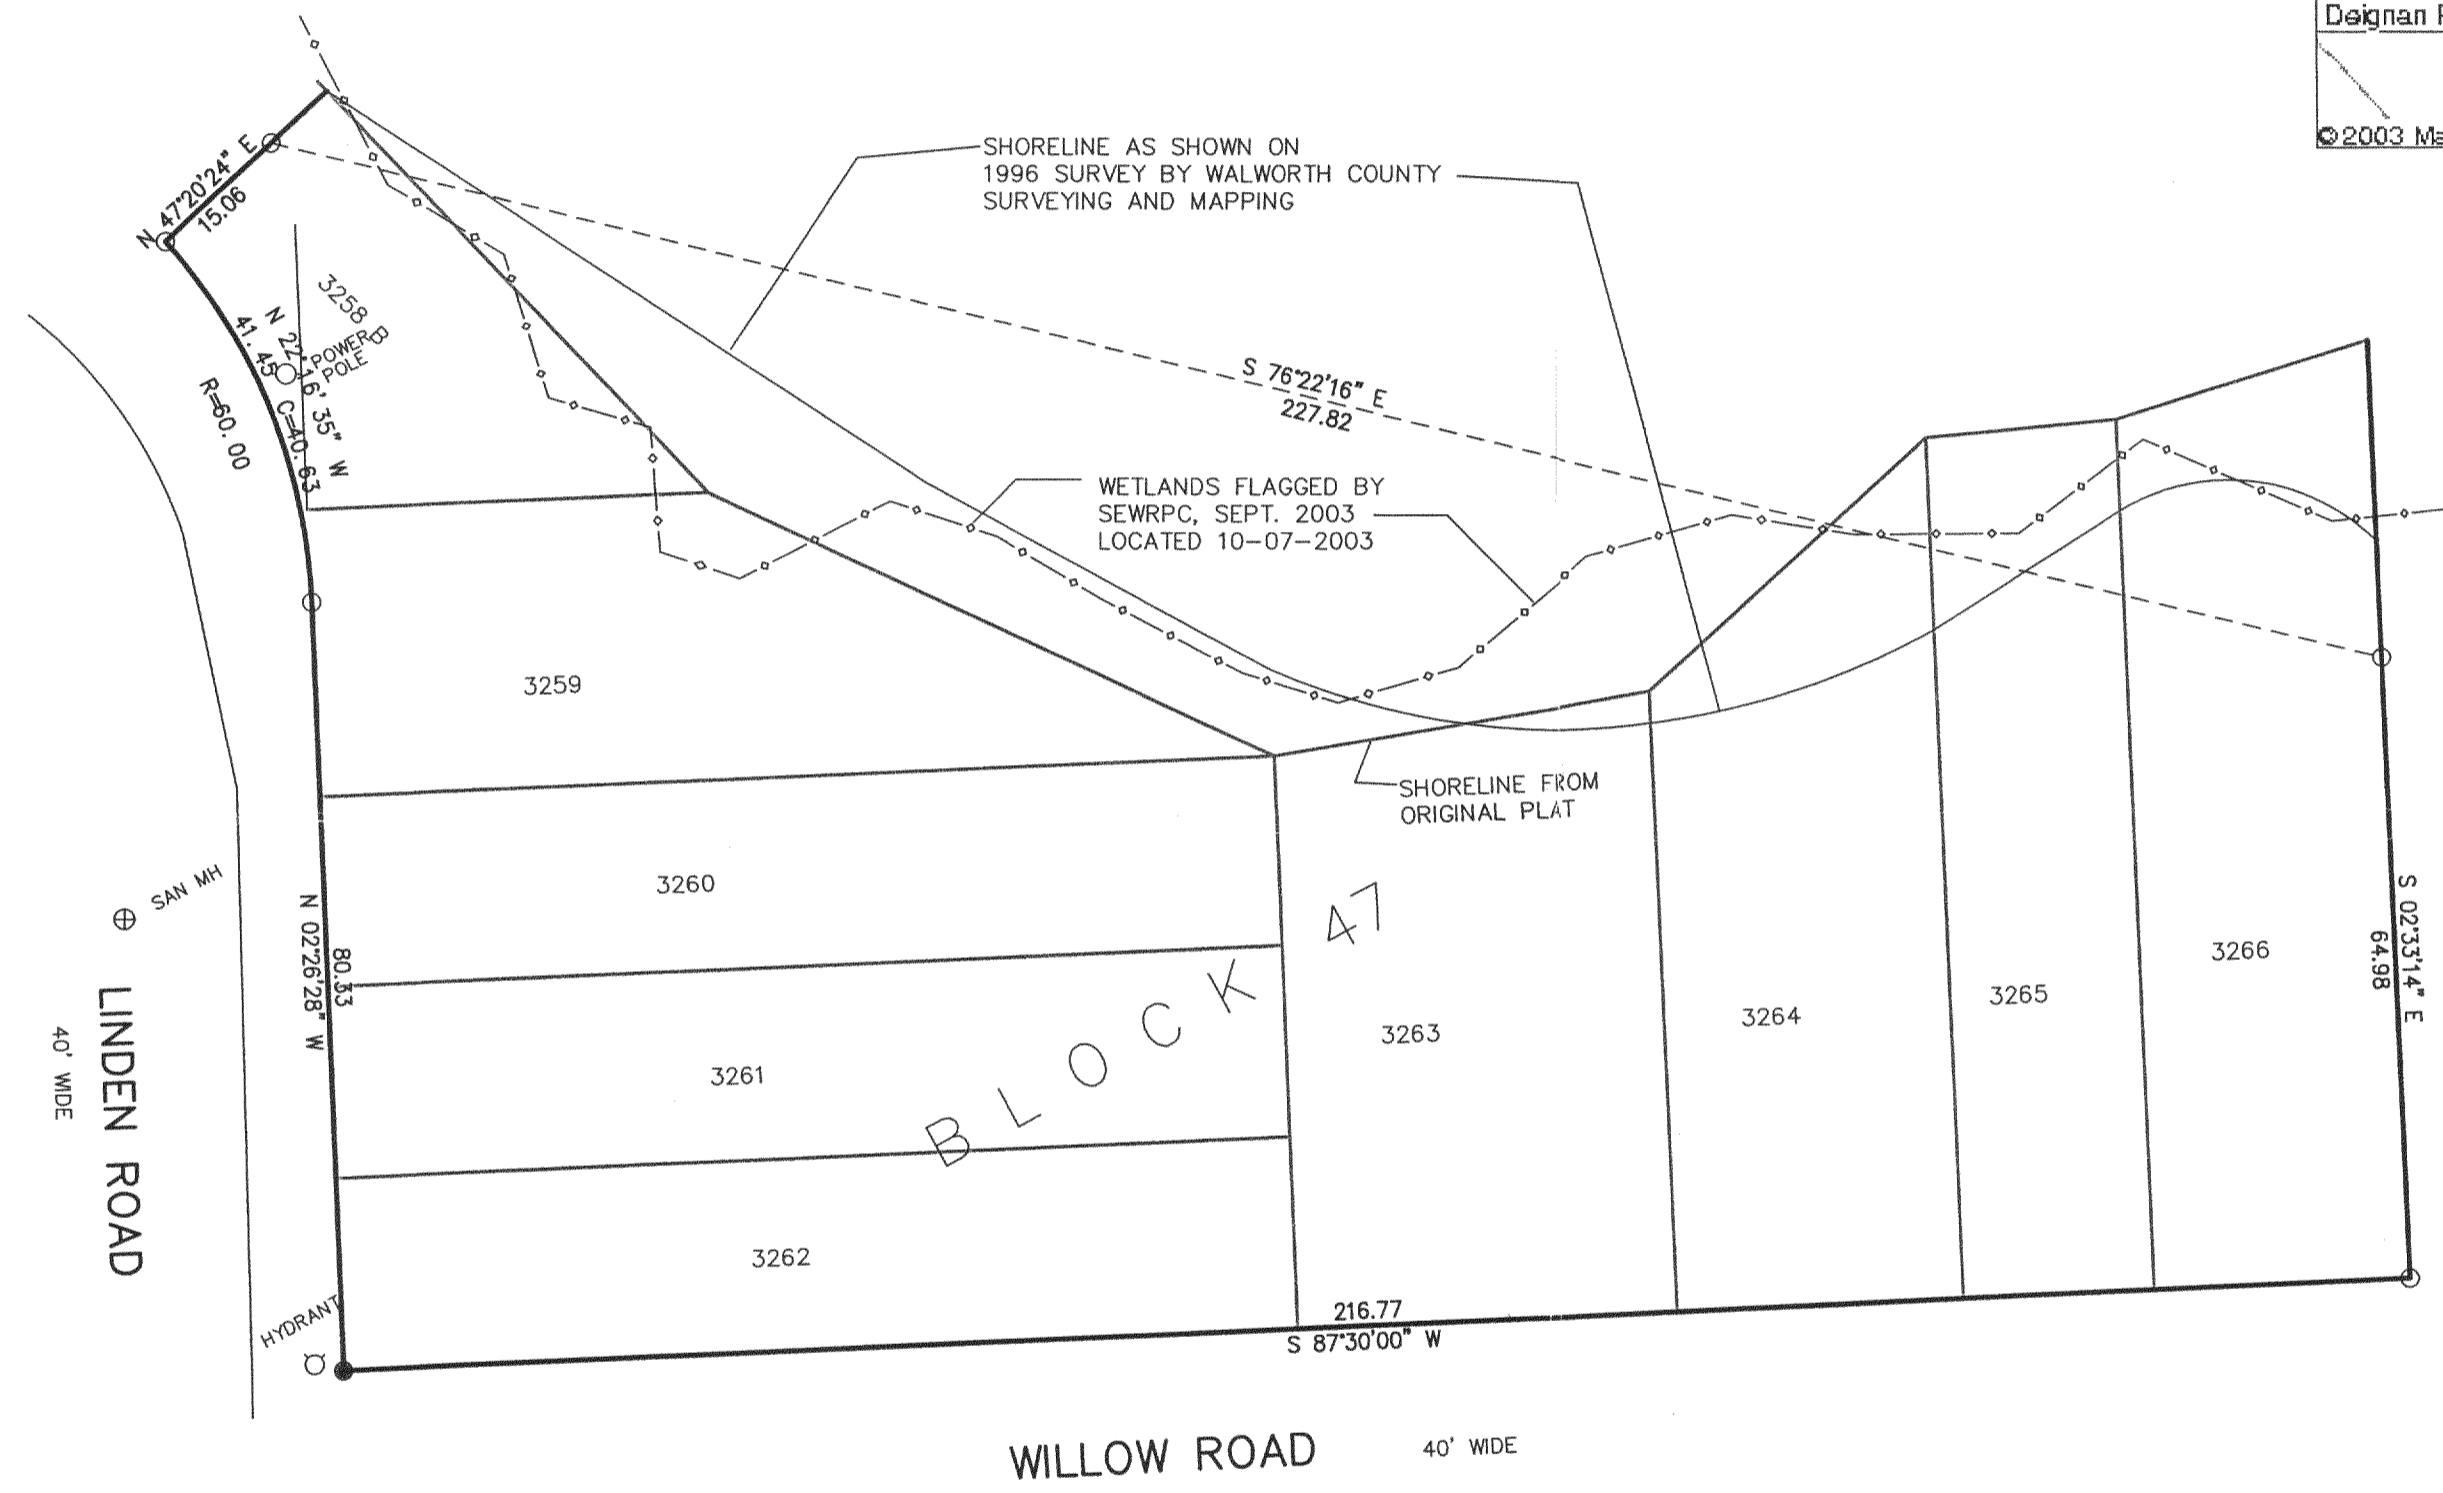 Deignan
©2003
SHORELINE AS SHOWN ON
1996 SURVEY BY WALWORTH COUNTY
SURVEYING AND MAPPING
N 47°20'24" E
15.06
3258 B
POWER
POLE
N 22°16'35" W
41.45 C=40.63
R=60.00
S 76°22'16" E
227.82
WETLANDS FLAGGED BY
SEWRPC, SEPT. 2003
LOCATED 10-07-2003
3259
SHORELINE FROM
ORIGINAL PLAT
3260
SAN MH
N 02°26'28" W
80.33
LINDEN ROAD
40' WIDE
3261
BLOCK 47
3262
3263
3264
3265
3266
S 02°33'14" E
64.98
HYDRANT
216.77
S 87°30'00" W
WILLOW ROAD
40' WIDE